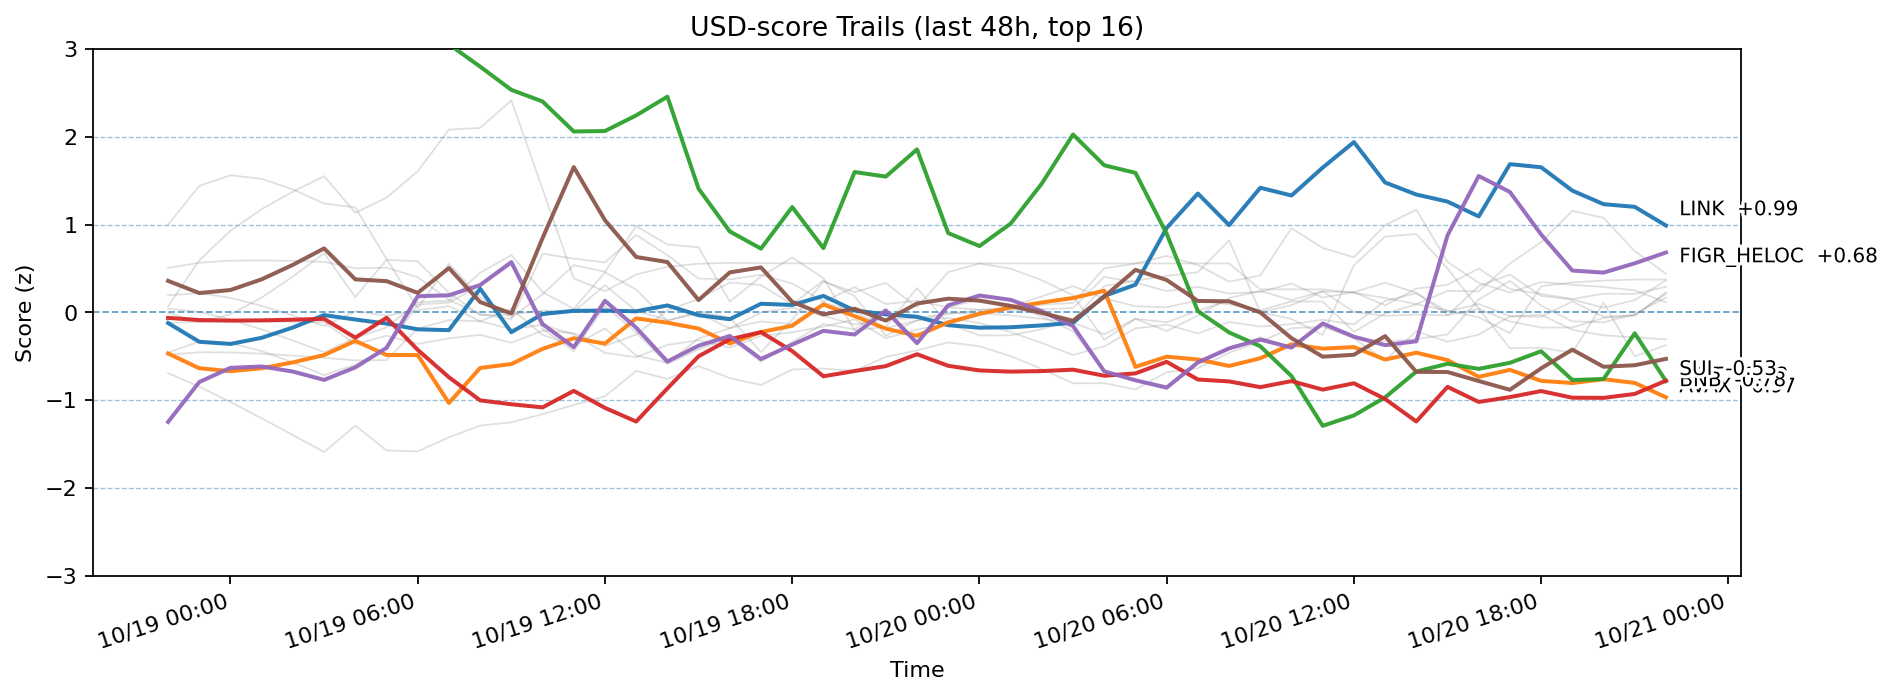 USD-score Trails (last 48h, top 16)
Score (z)
3
2
1
0
−1
−2
−3
LINK +0.99
FIGR_HELOC +0.68
SUI -0.53
10/19 00:00
10/19 06:00
10/19 12:00
10/19 18:00
10/20 00:00
10/20 06:00
10/20 12:00
10/20 18:00
10/21 00:00
Time